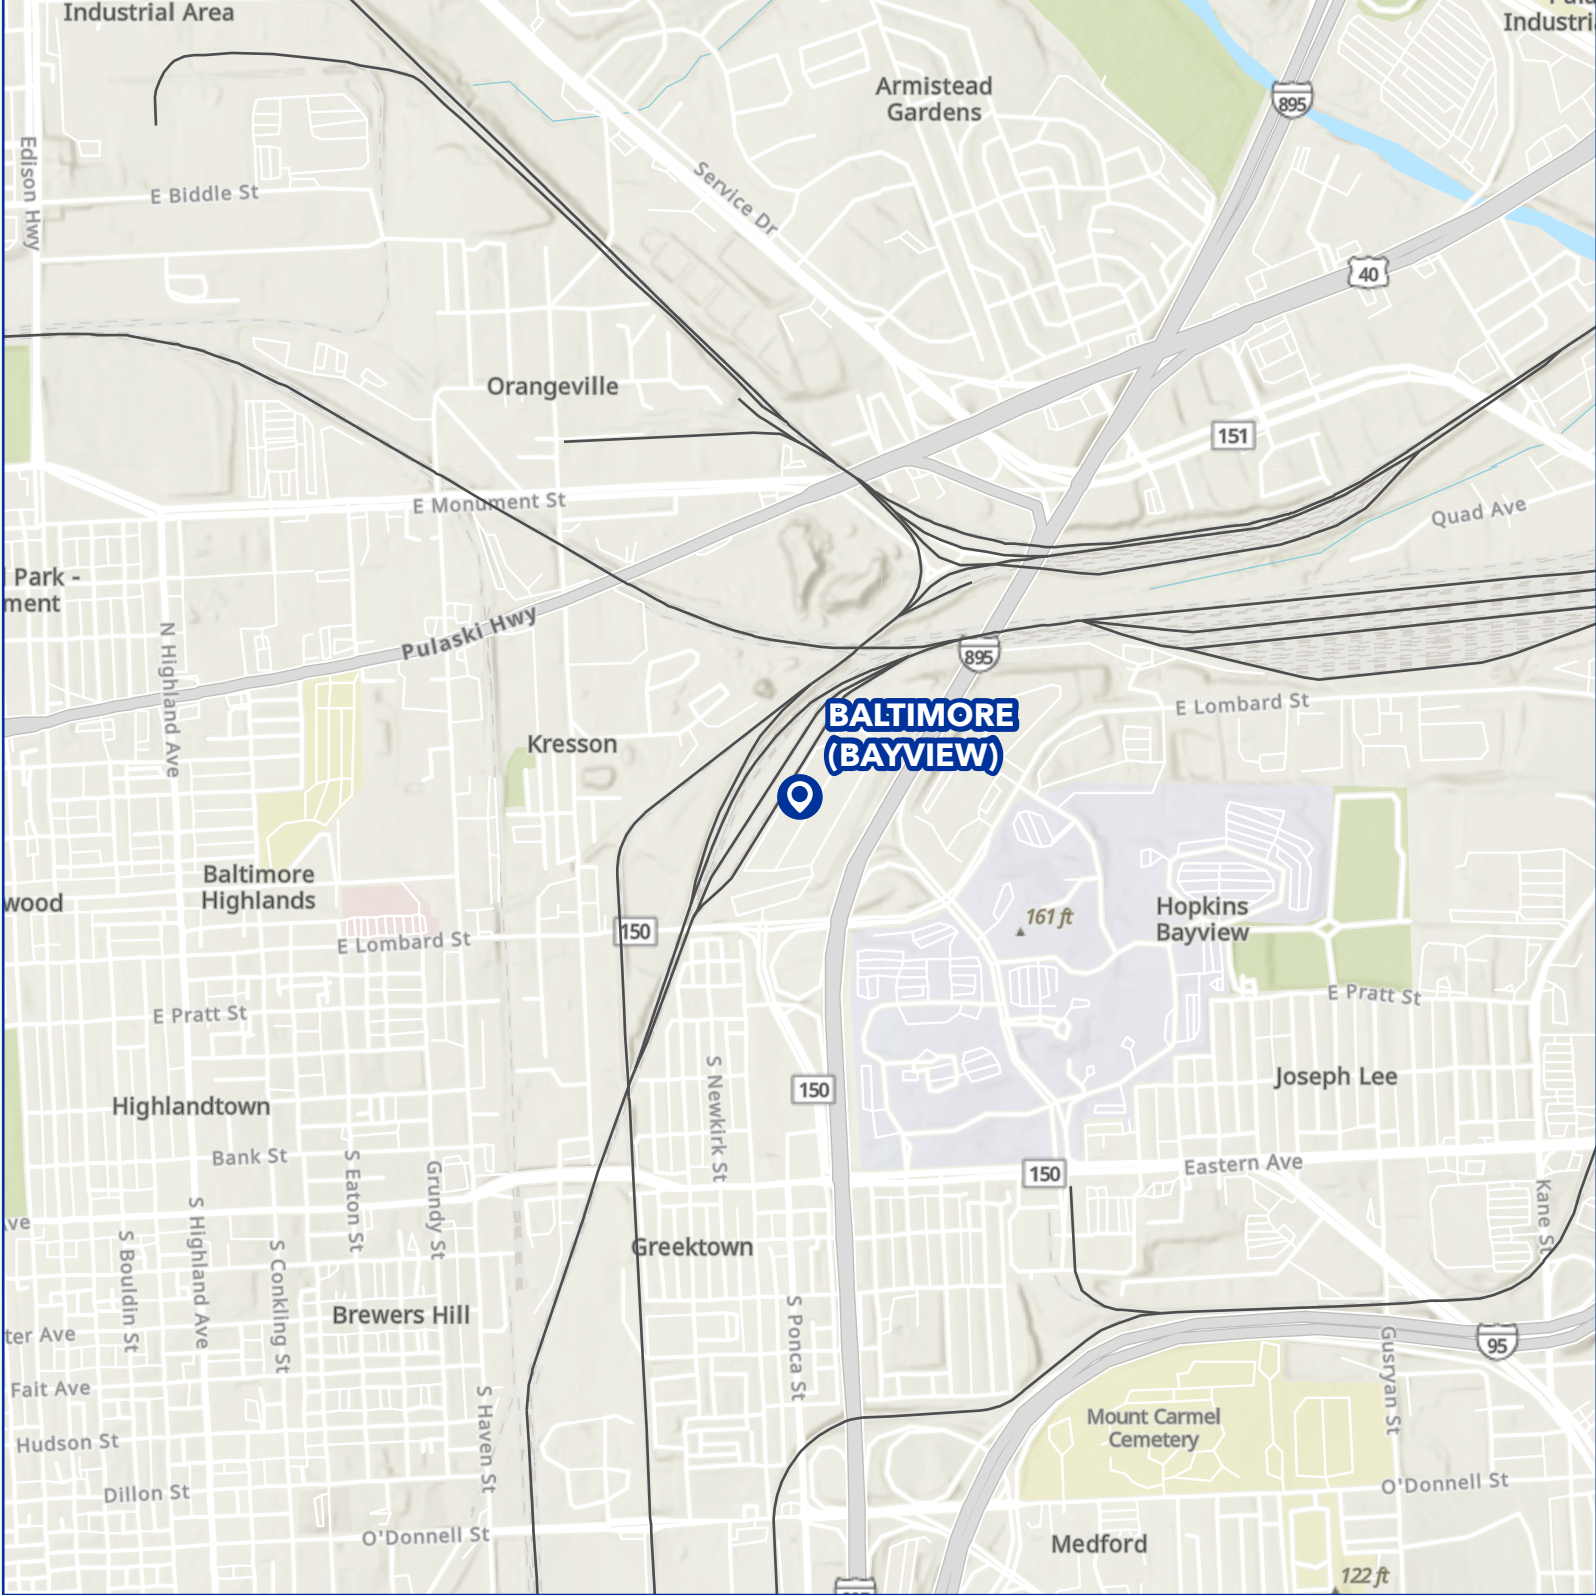 Industrial Area
Industri
Armistead
Gardens
895
Edison Hwy
E Biddle St
Service Dr
40
Orangeville
151
E Monument St
Quad Ave
Park -
ment
Pulaski Hwy
N Highland Ave
895
E Lombard St
BALTIMORE
(BAYVIEW)
Kresson
Baltimore
Highlands
wood
161 ft
Hopkins
Bayview
150
E Lombard St
E Pratt St
E Pratt St
S Newkirk St
150
Joseph Lee
Highlandtown
Bank St
S Eaton St
Grundy St
150
Eastern Ave
Kane St
ve
S Highland Ave
S Bouldin St
S Conkling St
Greektown
Brewers Hill
S Ponca St
ter Ave
95
Gusryan St
Fait Ave
S Haven St
Mount Carmel
Cemetery
Hudson St
Dillon St
O'Donnell St
O'Donnell St
Medford
122 ft